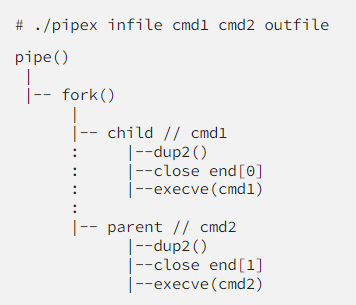 # ./pipex infile cmd1 cmd2 outfile
pipe()
 |
 |-- fork()
        |
        |-- child // cmd1
        :     |--dup2()
        :     |--close end[0]
        :     |--execve(cmd1)
        :
        |-- parent // cmd2
              |--dup2()
              |--close end[1]
              |--execve(cmd2)